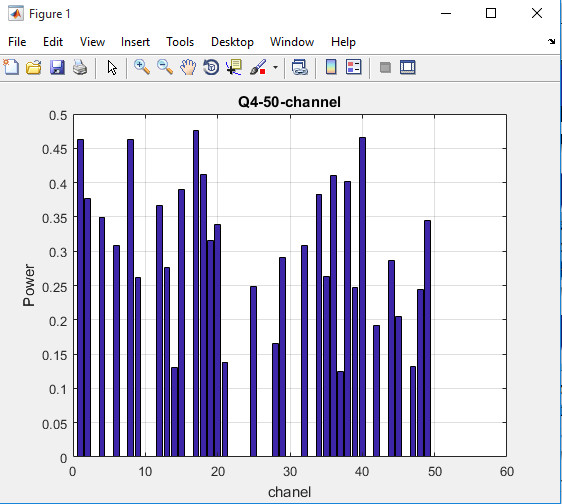 Figure 1
File Edit View Insert Tools Desktop Window Help
Q4-50-channel
0.5
0.45
0.4
0.35
0.3
0.25
0.2
0.15
0.1
0.05
0
Power
0 10 20 30 40 50 60
chanel